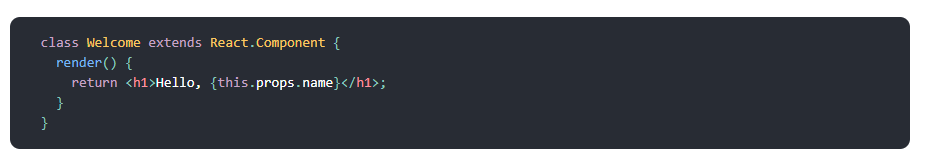 class Welcome extends React.Component {
  render() {
    return <h1>Hello, {this.props.name}</h1>;
  }
}